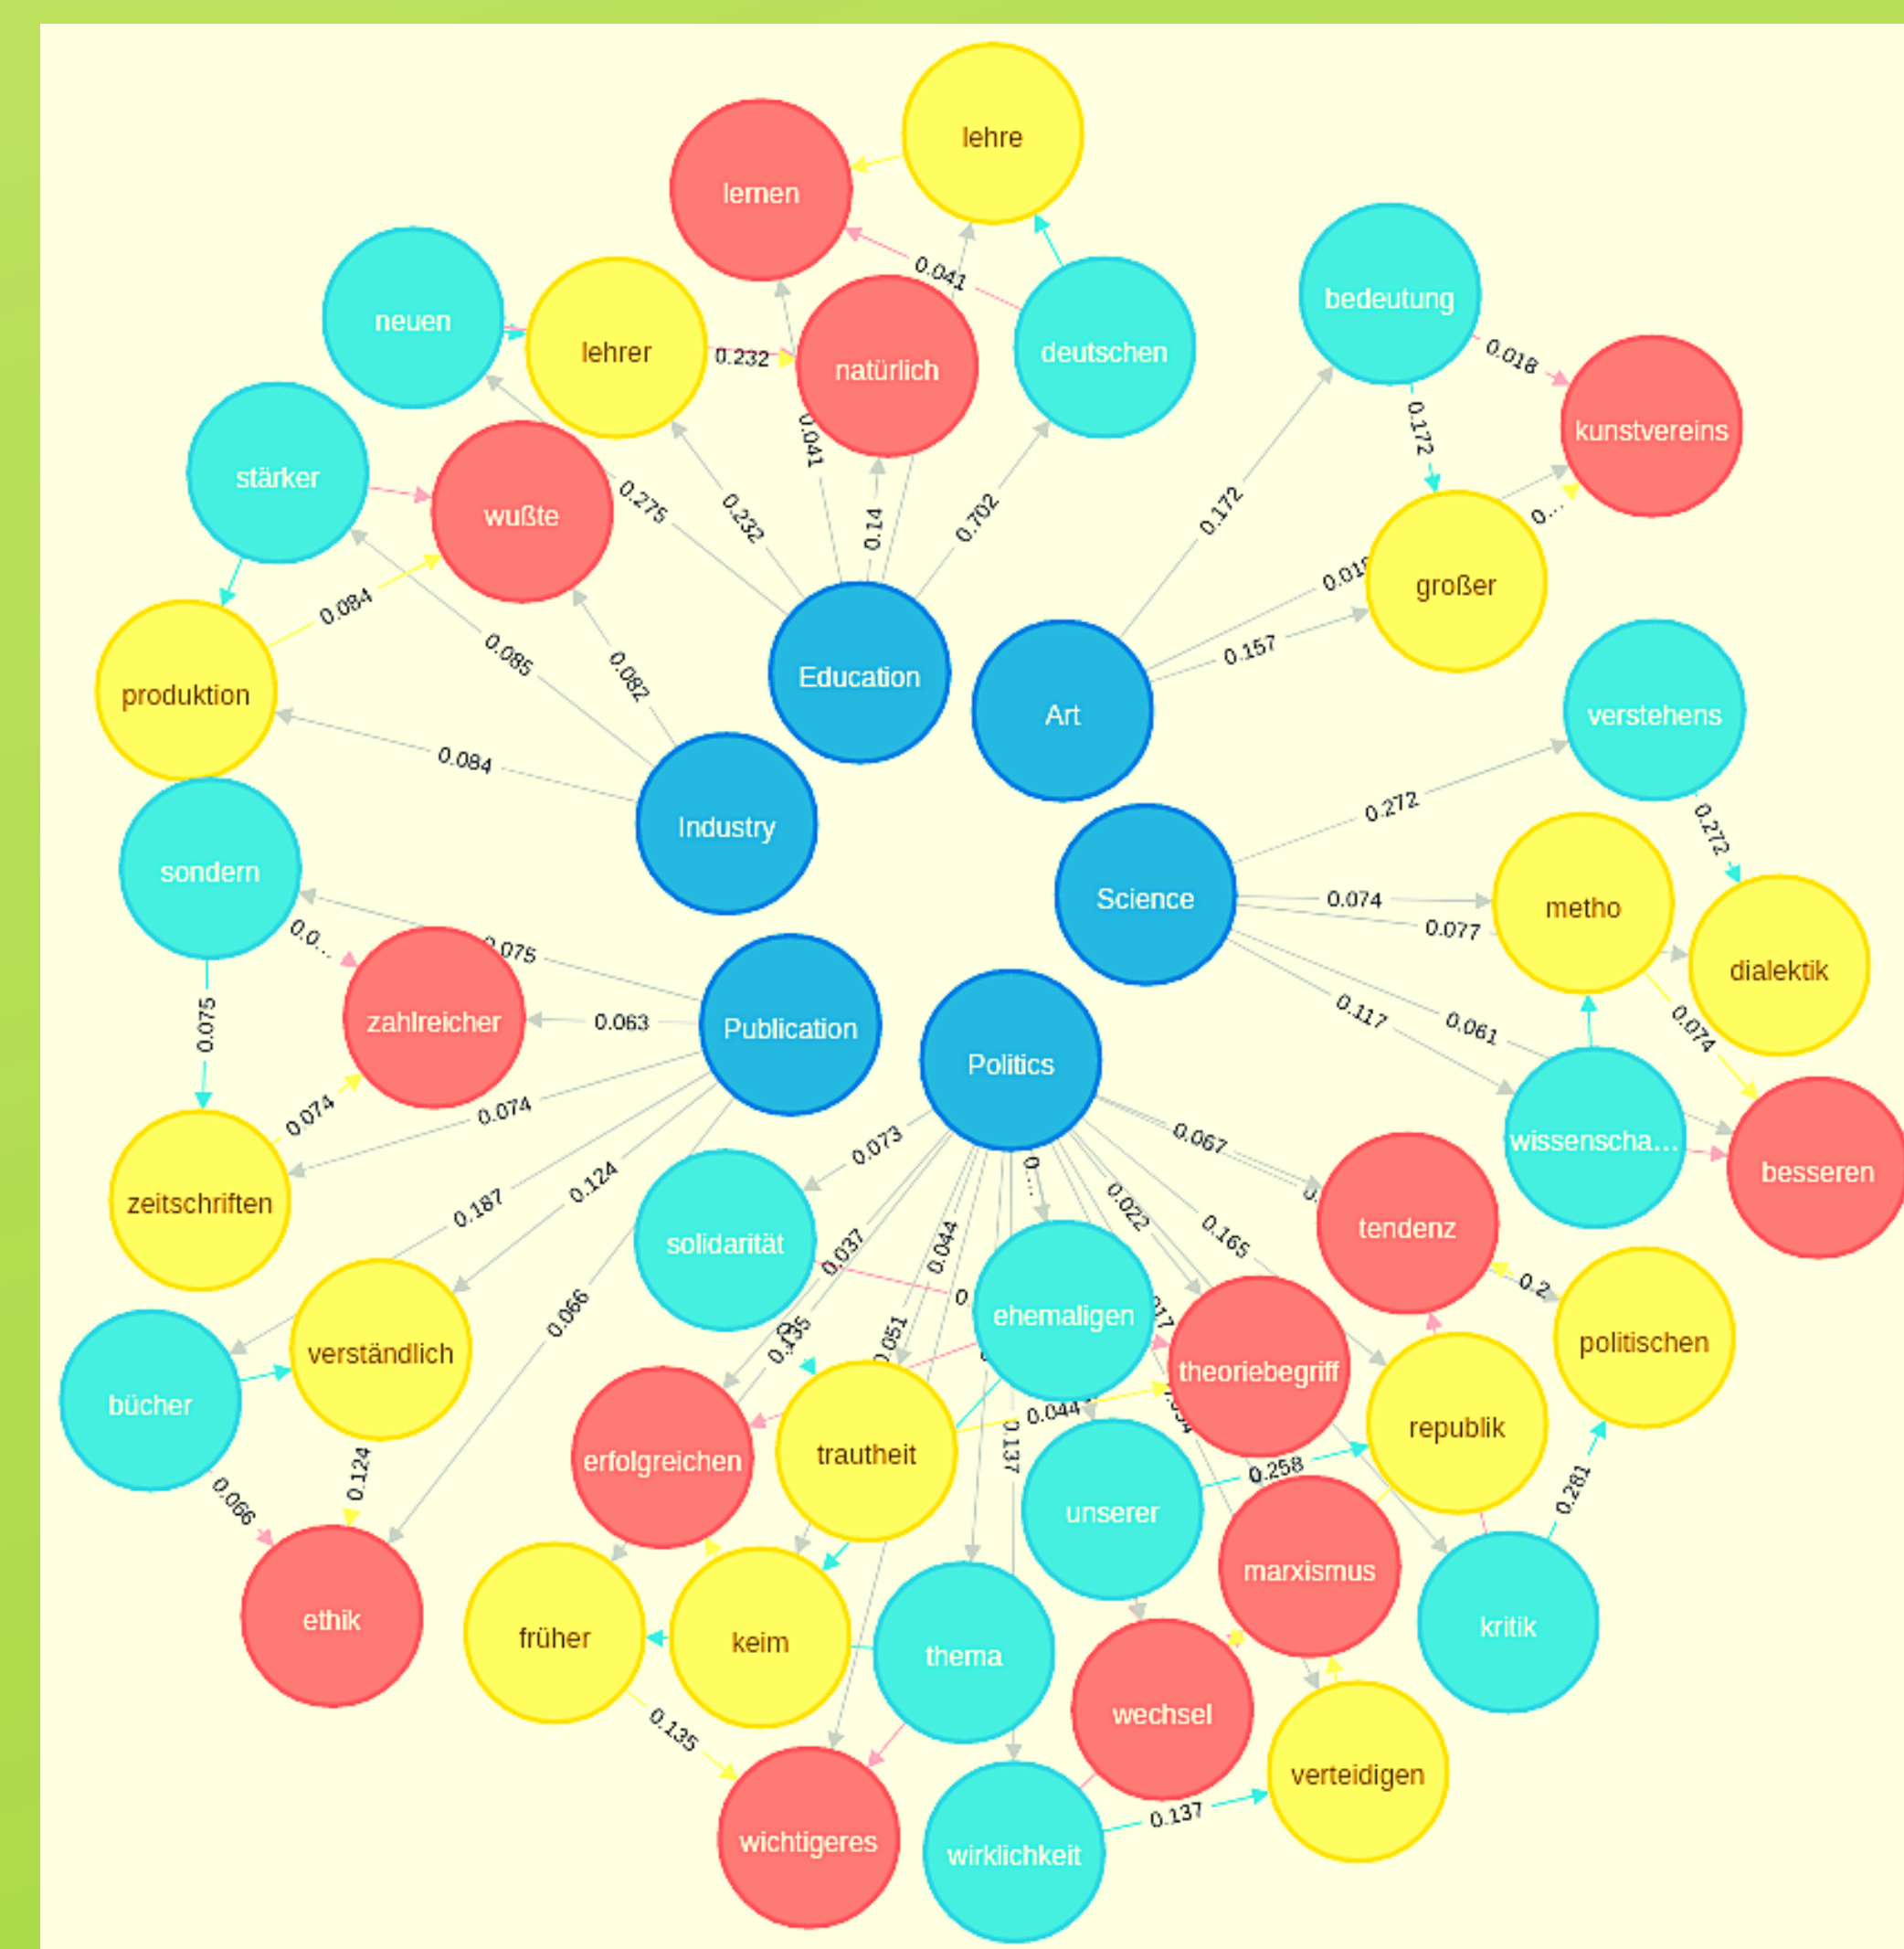 lehre
lernen
0.041
neuen
lehrer
0.232
natürlich
deutschen
bedeutung
0.018
kunstvereins
0.172
0...
großer
stärker
wußte
0.275
0.232
0.041
0.14
0.702
0.172
0.157
0.084
0.085
0.082
produktion
Education
Art
verstehens
0.084
Industry
0.272
0.272
sondern
Science
0.074
metho
0.077
dialektik
0.0...
0.075
zahlreicher
0.063
Publication
Politics
0.117
0.061
0.074
0.075
0.074
0.074
wissenscha...
besseren
zeitschriften
0.187
0.124
0.073
0....
0.067
tendenz
solidarität
0.037
0.044
0.022
0.165
0.2
politischen
0.066
verständlich
bücher
0.135
0.051
ehemaligen
theoriebegriff
republik
erfolgreichen
trautheit
0.044
0.137
unserer
0.258
0.281
0.066
0.124
ethik
früher
keim
thema
marxismus
kritik
0.135
wechsel
wichtigeres
wirklichkeit
0.137
verteidigen